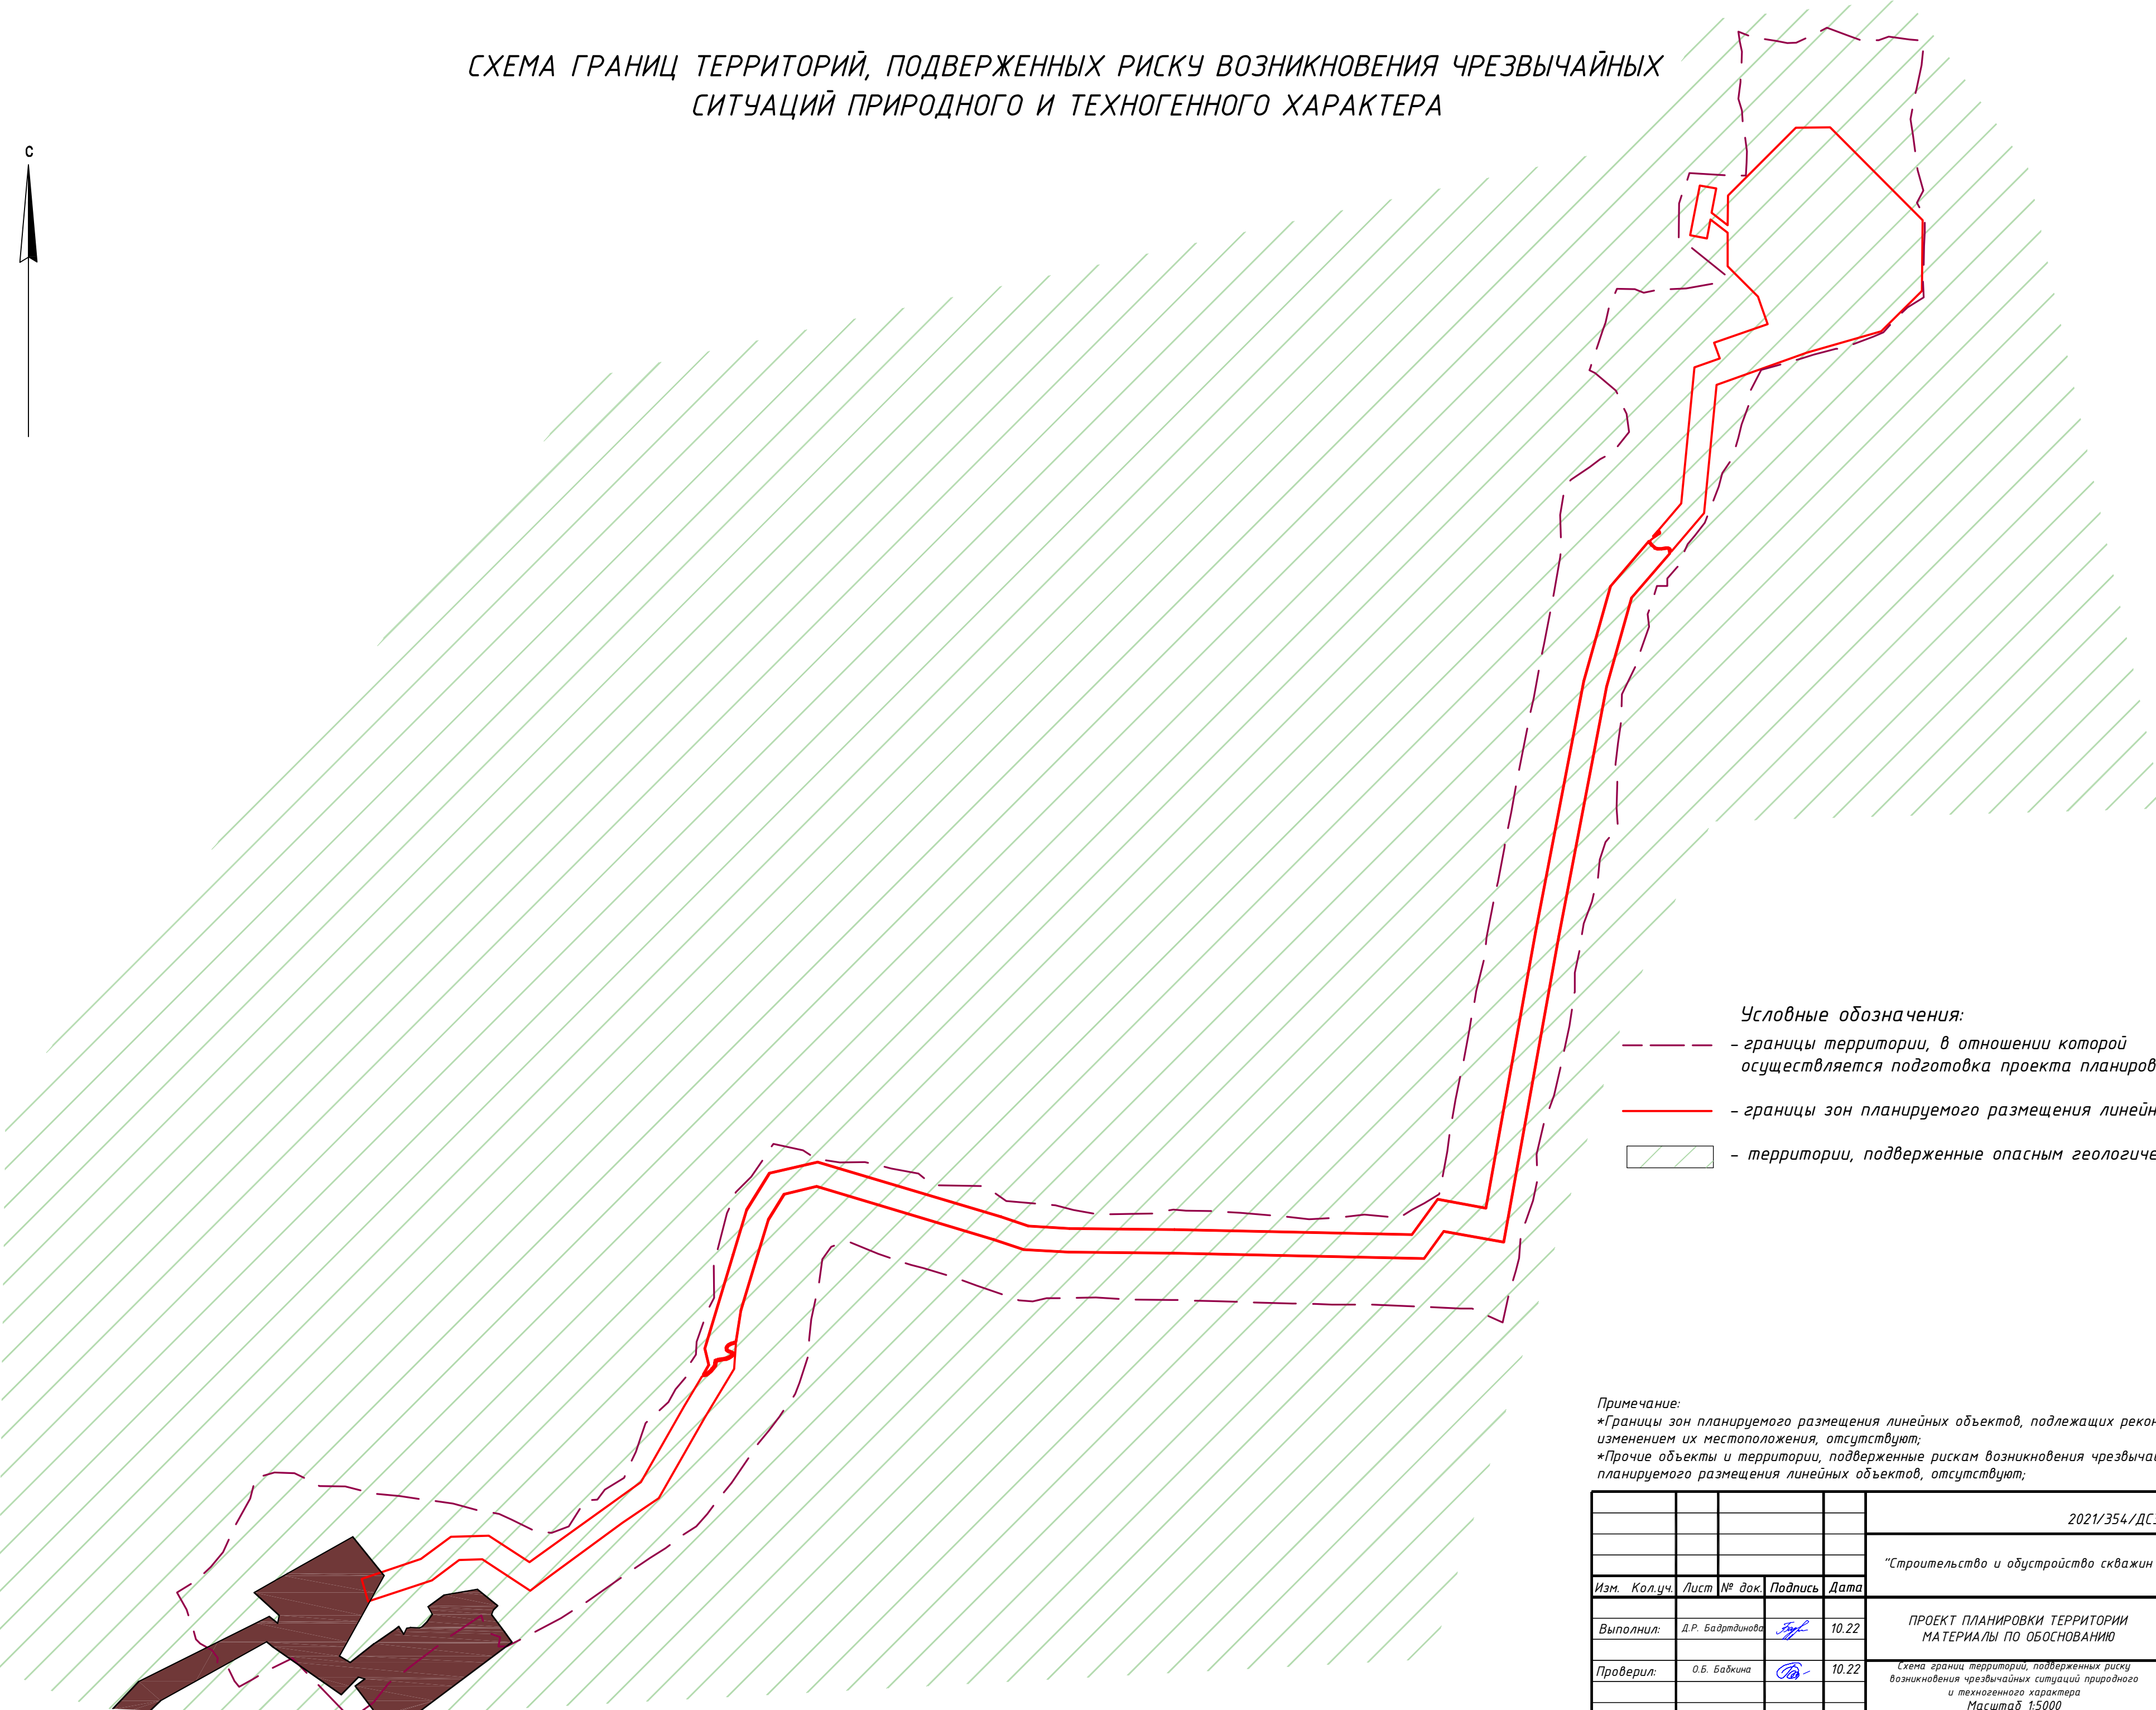 СХЕМА ГРАНИЦ ТЕРРИТОРИЙ, ПОДВЕРЖЕННЫХ РИСКУ ВОЗНИКНОВЕНИЯ ЧРЕЗВЫЧАЙНЫХ
СИТУАЦИЙ ПРИРОДНОГО И ТЕХНОГЕННОГО ХАРАКТЕРА
С
Условные обозначения:
- границы территории, в отношении которой
осуществляется подготовка проекта планиров
- границы зон планируемого размещения линейн
- территории, подверженные опасным геологиче
Примечание:
*Границы зон планируемого размещения линейных объектов, подлежащих рекон
изменением их местоположения, отсутствуют;
*Прочие объекты и территории, подверженные рискам возникновения чрезвыча
планируемого размещения линейных объектов, отсутствуют;
2021/354/ДС
"Строительство и обустройство скважин
Изм. Кол.уч. Лист № док. Подпись Дата
Выполнил: Д.Р. Бадртдинова 10.22
ПРОЕКТ ПЛАНИРОВКИ ТЕРРИТОРИИ
МАТЕРИАЛЫ ПО ОБОСНОВАНИЮ
Проверил: О.Б. Бабкина 10.22
Схема границ территорий, подверженных риску
возникновения чрезвычайных ситуаций природного
и техногенного характера
Масштаб 1:5000